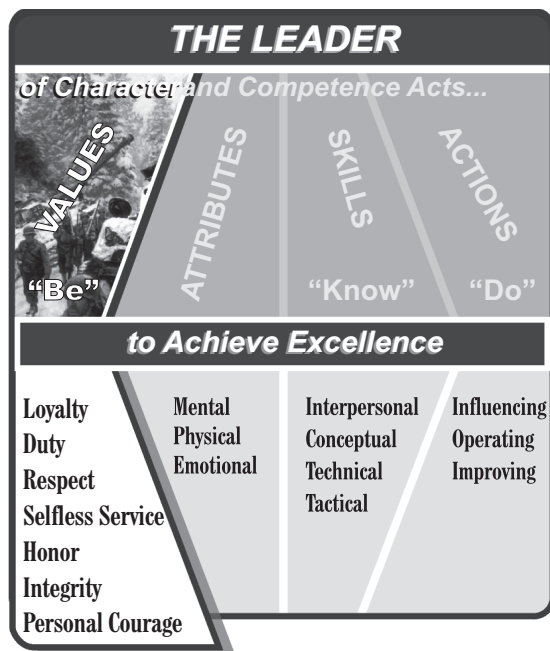 THE LEADER
of Character and Competence Acts...
VALUES
ATTRIBUTES
SKILLS
ACTIONS
“Be”
“Know”
“Do”
to Achieve Excellence
Loyalty
Duty
Respect
Selfless Service
Honor
Integrity
Personal Courage
Mental
Physical
Emotional
Interpersonal
Conceptual
Technical
Tactical
Influencing
Operating
Improving